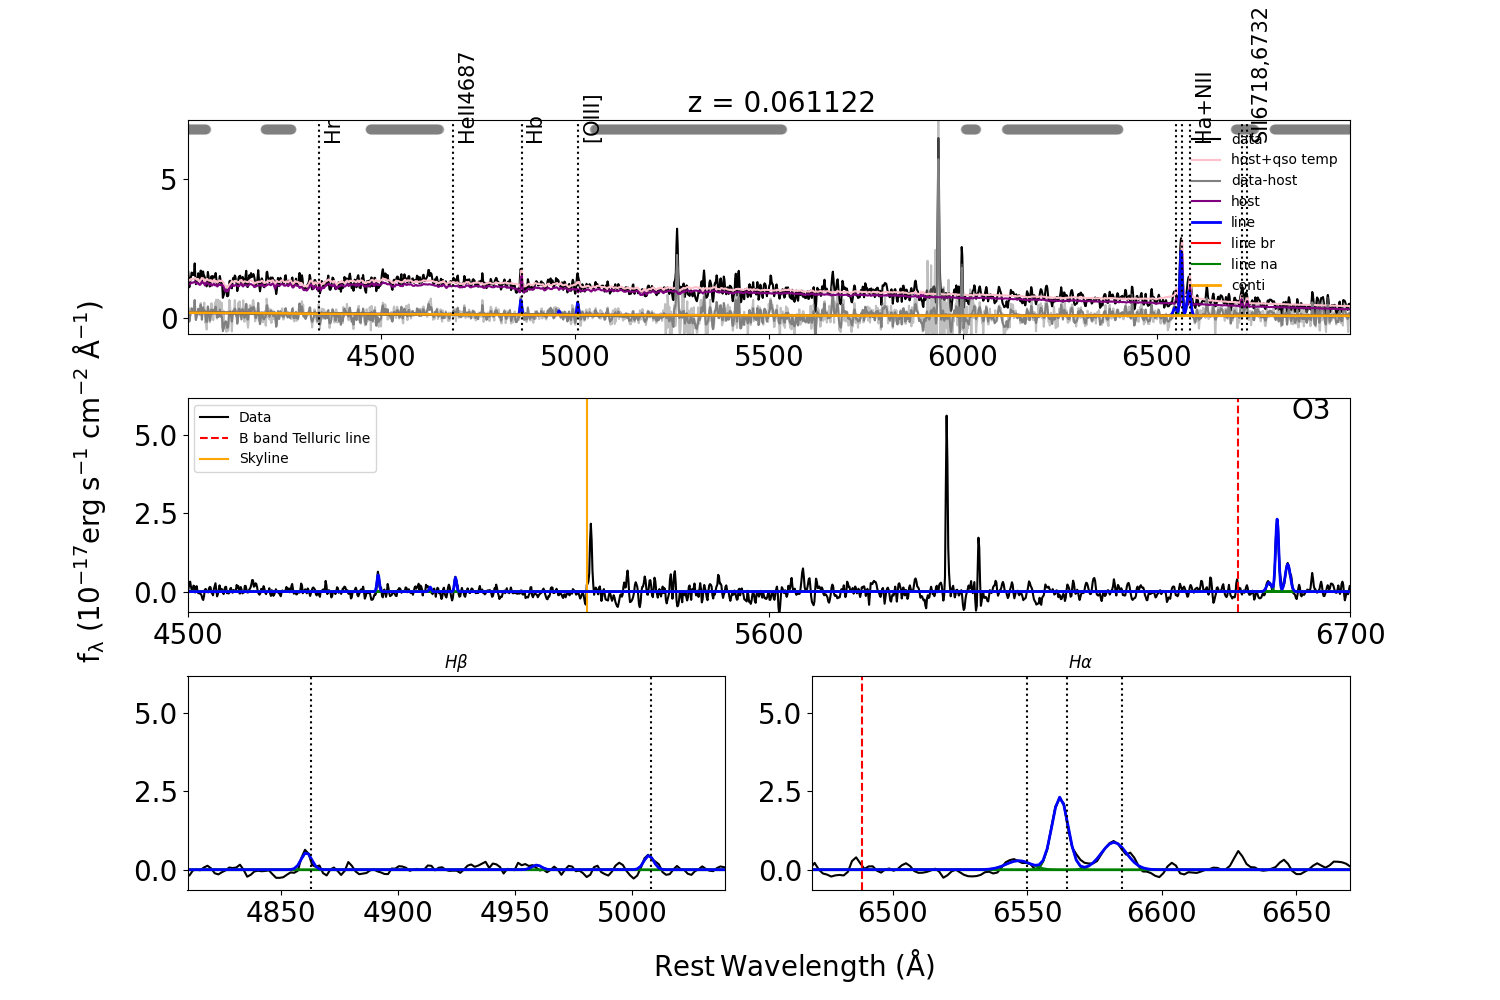 z = 0.061122
Hr
HeII4687
Hb
[OIII]
Ha+NII
SII6718,6732
data
host+qso temp
data-host
host
line
line br
line na
conti
5
0
4500
5000
5500
6000
6500
O3
Data
B band Telluric line
Skyline
5.0
2.5
0.0
4500
5600
6700
fλ (10⁻¹⁷erg s⁻¹ cm⁻² Å⁻¹)
Hβ
5.0
2.5
0.0
4850
4900
4950
5000
Hα
5.0
2.5
0.0
6500
6550
6600
6650
Rest Wavelength (Å)